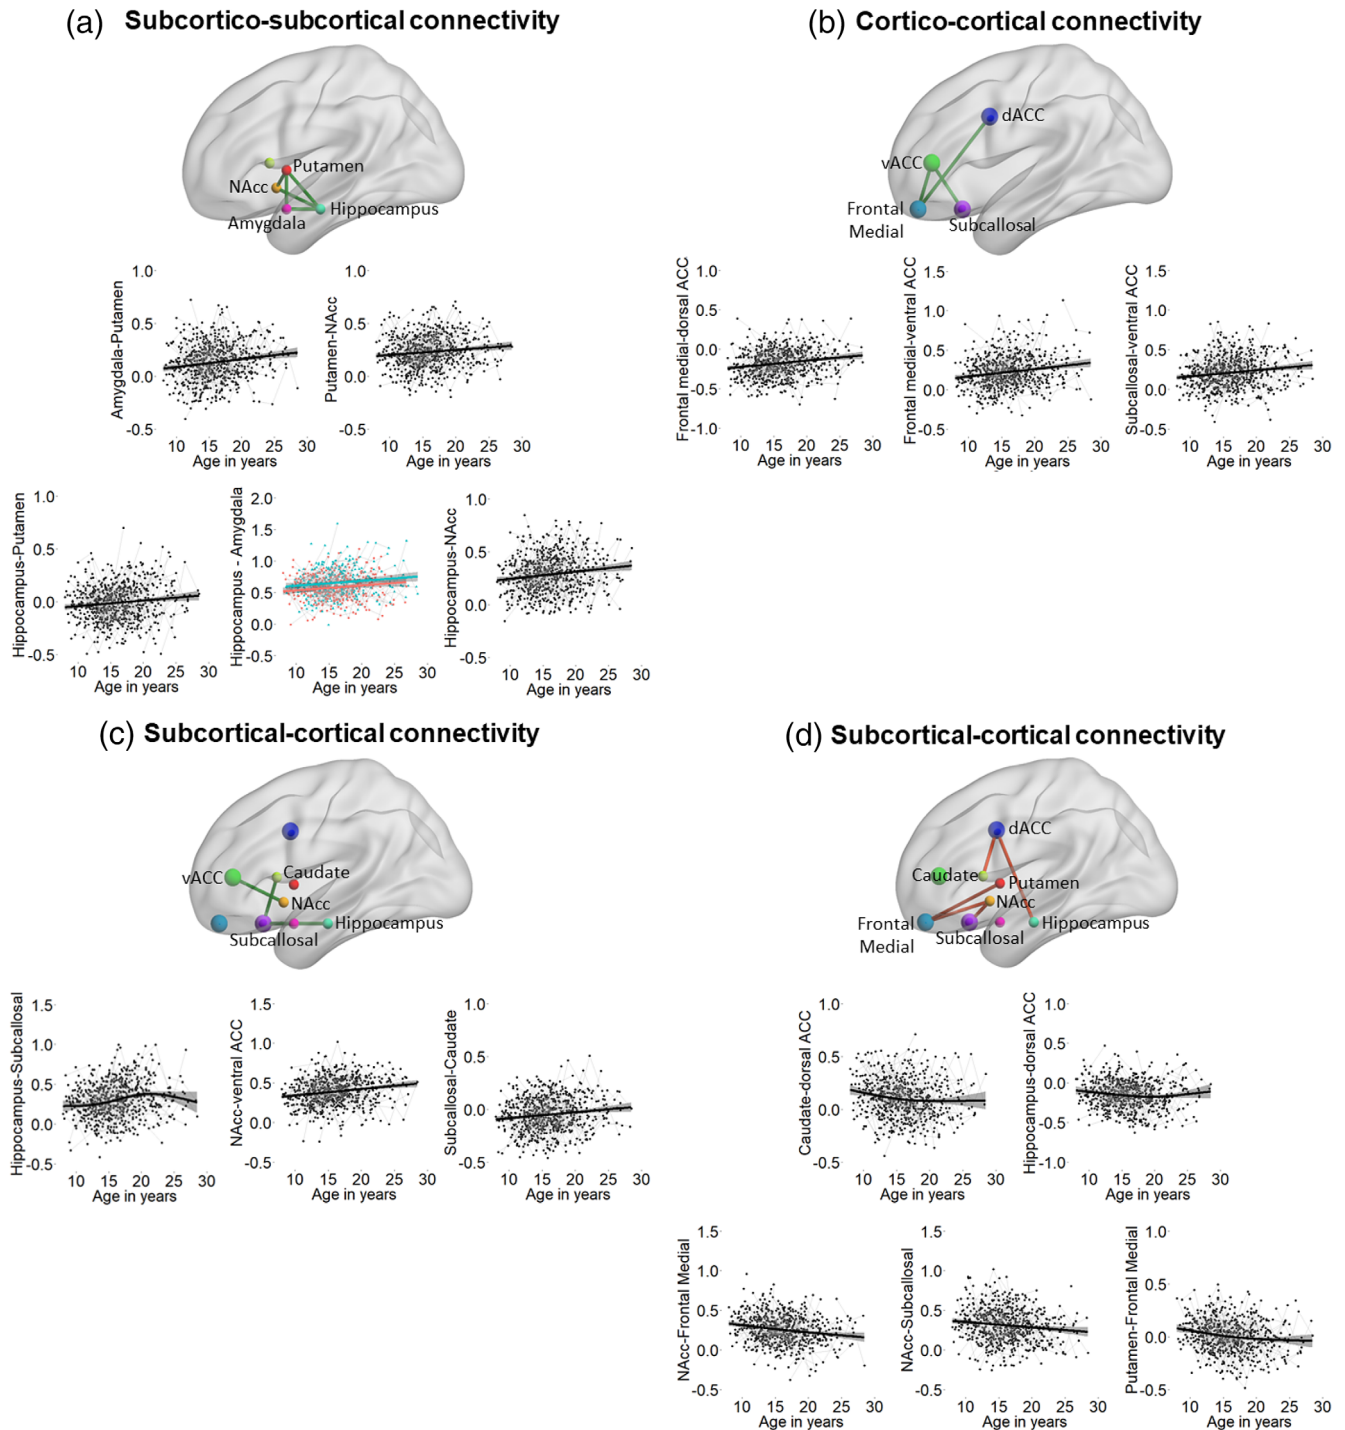 (a) Subcortico-subcortical connectivity
Putamen
NAcc
Hippocampus
Amygdala
1.0
0.5
0.0
-0.5
Amygdala-Putamen
10 15 20 25 30
Age in years
1.0
0.5
0.0
-0.5
Putamen-NAcc
10 15 20 25 30
Age in years
1.0
0.5
0.0
-0.5
Hippocampus-Putamen
10 15 20 25 30
Age in years
2.0
1.5
1.0
0.5
0.0
-0.5
Hippocampus - Amygdala
10 15 20 25 30
Age in years
1.0
0.5
0.0
-0.5
Hippocampus-NAcc
10 15 20 25 30
Age in years
(b) Cortico-cortical connectivity
dACC
vACC
Frontal
Medial
Subcallosal
1.0
0.5
0.0
-0.5
-1.0
Frontal medial-dorsal ACC
10 15 20 25 30
Age in years
1.5
1.0
0.5
0.0
-0.5
Frontal medial-ventral ACC
10 15 20 25 30
Age in years
1.5
1.0
0.5
0.0
-0.5
Subcallosal-ventral ACC
10 15 20 25 30
Age in years
(c) Subcortical-cortical connectivity
Caudate
vACC
NAcc
Hippocampus
Subcallosal
1.5
1.0
0.5
0.0
-0.5
Hippocampus-Subcallosal
10 15 20 25 30
Age in years
1.5
1.0
0.5
0.0
-0.5
NAcc-ventral ACC
10 15 20 25 30
Age in years
1.0
0.5
0.0
-0.5
Subcallosal-Caudate
10 15 20 25 30
Age in years
(d) Subcortical-cortical connectivity
dACC
Caudate
Putamen
NAcc
Frontal
Medial
Subcallosal
Hippocampus
1.0
0.5
0.0
-0.5
Caudate-dorsal ACC
10 15 20 25 30
Age in years
1.0
0.5
0.0
-0.5
-1.0
Hippocampus-dorsal ACC
10 15 20 25 30
Age in years
1.5
1.0
0.5
0.0
-0.5
NAcc-Frontal Medial
10 15 20 25 30
Age in years
1.5
1.0
0.5
0.0
-0.5
NAcc-Subcallosal
10 15 20 25 30
Age in years
1.0
0.5
0.0
-0.5
Putamen-Frontal Medial
10 15 20 25 30
Age in years